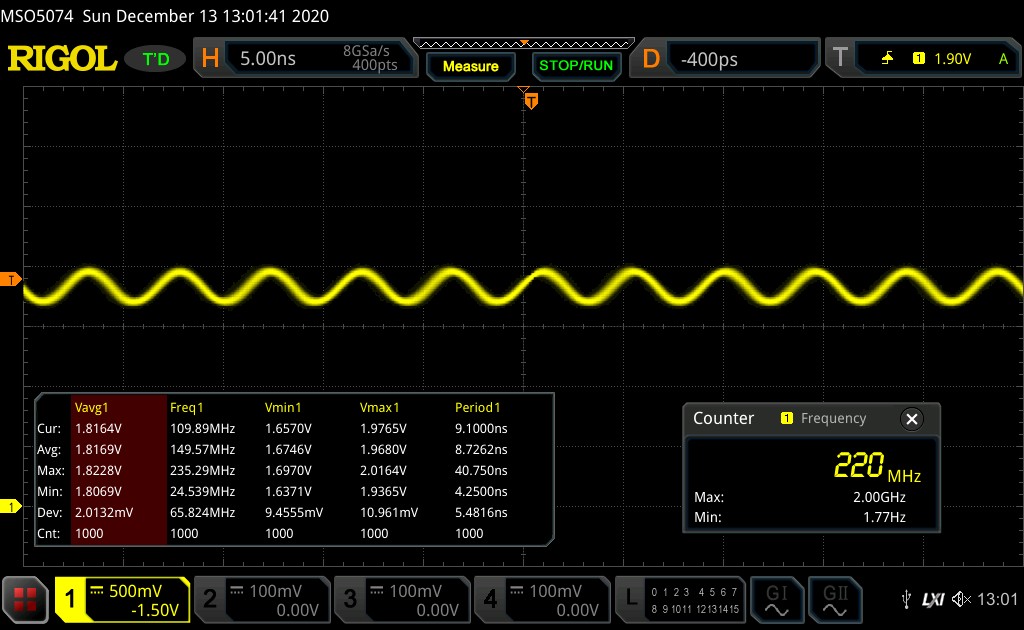 MSO5074 Sun December 13 13:01:41 2020
RIGOL T'D H 5.00ns 8GSa/s 400pts Measure STOP/RUN D -400ps T 1 1.90V A
T
T
Vavg1 Freq1 Vmin1 Vmax1 Period1
Cur: 1.8164V 109.89MHz 1.6570V 1.9765V 9.1000ns
Avg: 1.8169V 149.57MHz 1.6746V 1.9680V 8.7262ns
Max: 1.8228V 235.29MHz 1.6970V 2.0164V 40.750ns
Min: 1.8069V 24.539MHz 1.6371V 1.9365V 4.2500ns
Dev: 2.0132mV 65.824MHz 9.4555mV 10.961mV 5.4816ns
Cnt: 1000 1000 1000 1000 1000
Counter 1 Frequency
220 MHz
Max: 2.00GHz
Min: 1.77Hz
1
1 500mV -1.50V
2 100mV 0.00V
3 100mV 0.00V
4 100mV 0.00V
L 0 1 2 3 4 5 6 7
8 9 10 11 12 13 14 15
GI
GII
LXI 13:01